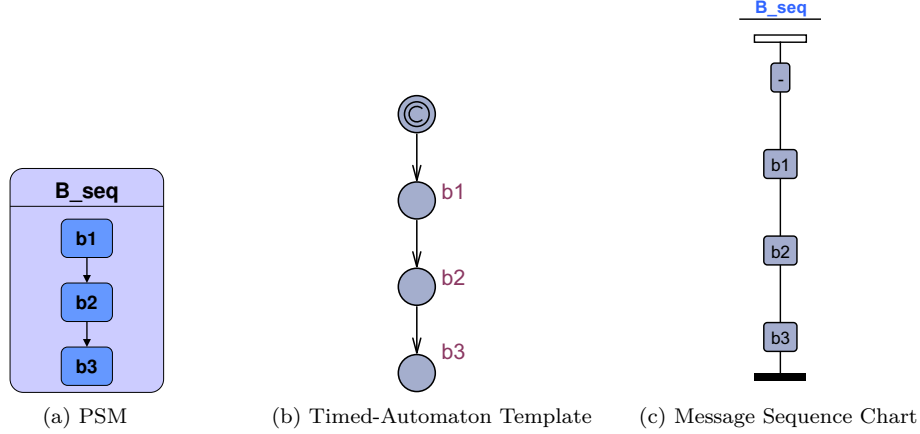 B_seq
b1
b2
b3
(a) PSM
C
b1
b2
b3
(b) Timed-Automaton Template
B_seq
-
b1
b2
b3
(c) Message Sequence Chart